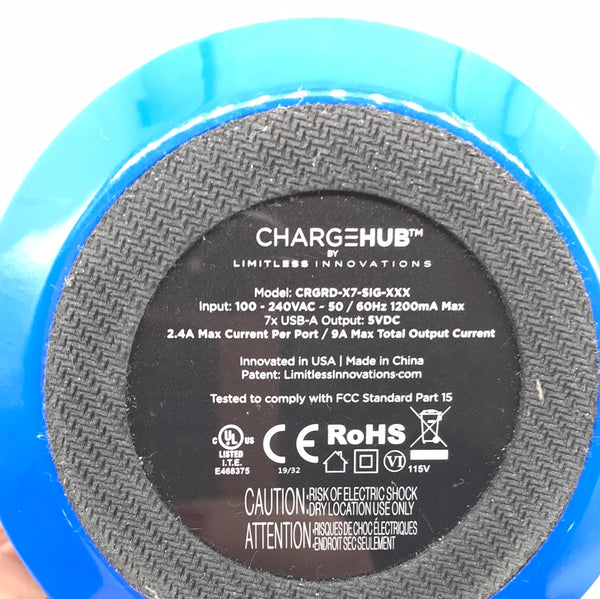 CHARGEHUB™
BY
LIMITLESS INNOVATIONS
Model: CRGRD-X7-SIG-XXX
Input: 100 - 240VAC ~ 50 / 60Hz 1200mA Max
7x USB-A Output: 5VDC
2.4A Max Current Per Port / 9A Max Total Output Current
Innovated in USA | Made in China
Patent: LimitlessInnovations.com
Tested to comply with FCC Standard Part 15
c UL US
LISTED
I.T.E.
E468375
CE
19/32
RoHS
VI
115V
CAUTION: RISK OF ELECTRIC SHOCK
DRY LOCATION USE ONLY
ATTENTION: RISQUES DE CHOC ÉLECTRIQUES
ENDROIT SEC SEULEMENT